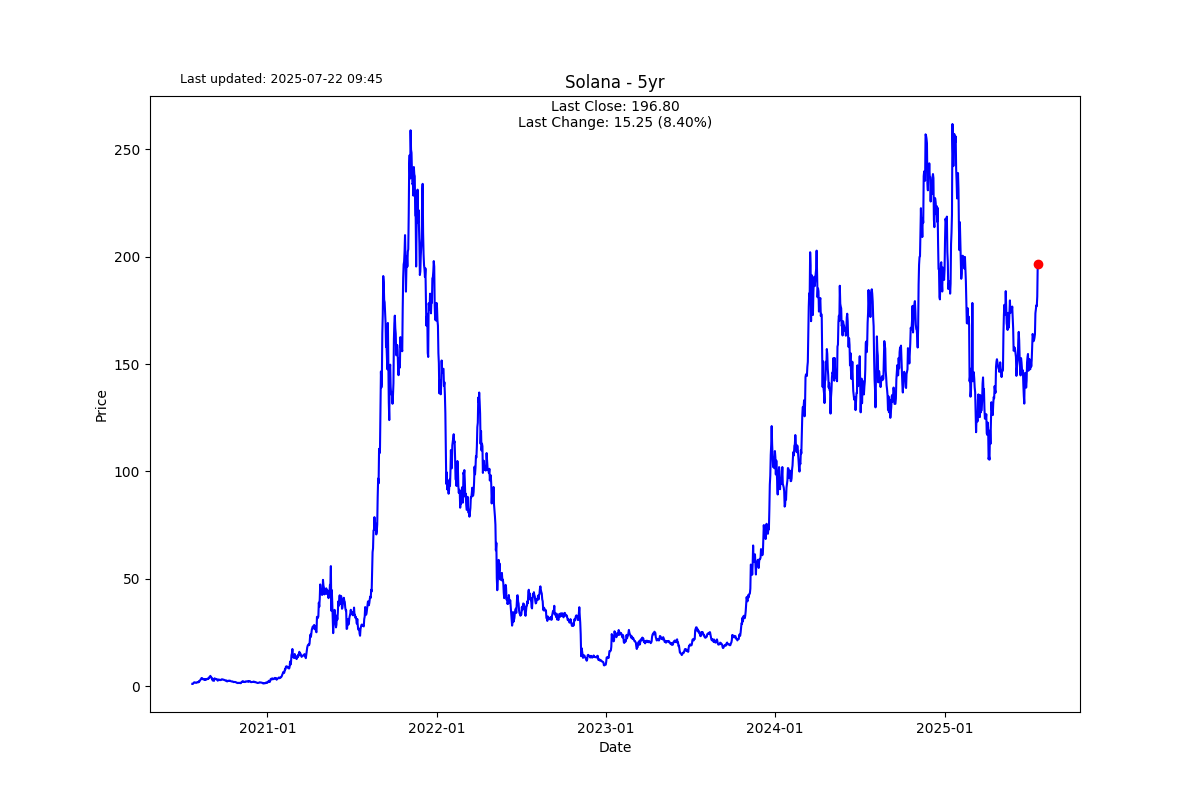 Last updated: 2025-07-22 09:45
Solana - 5yr
Last Close: 196.80
Last Change: 15.25 (8.40%)
Price
250
200
150
100
50
0
2021-01
2022-01
2023-01
2024-01
2025-01
Date